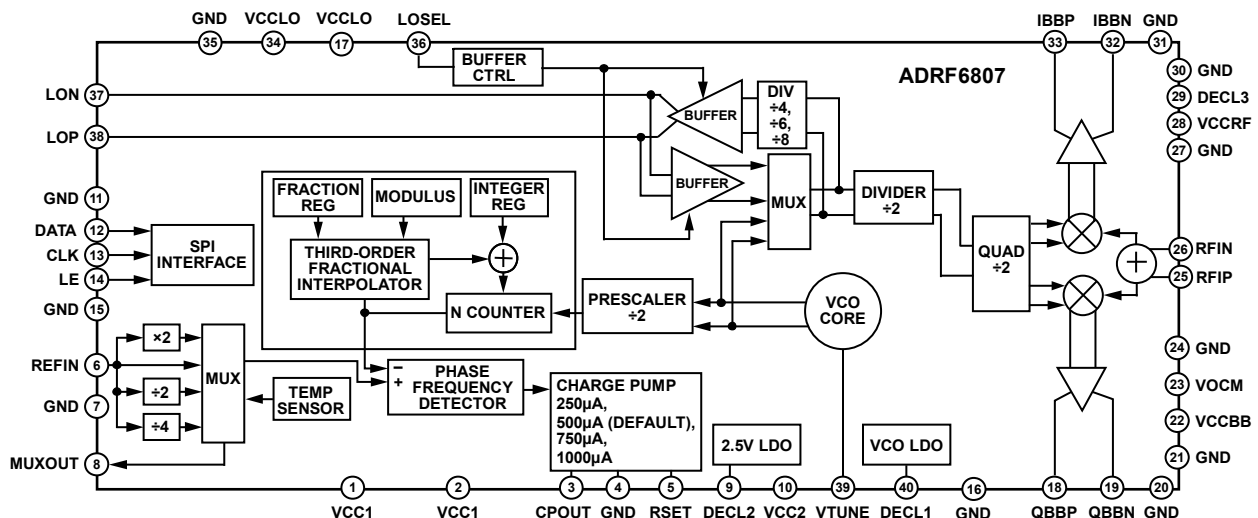 GND VCCLO VCCLO LOSEL IBBP IBBN GND
35 34 17 36 33 32 31
BUFFER
CTRL
ADRF6807
30 GND
29 DECL3
28 VCCRF
27 GND
LON 37
LOP 38
BUFFER
DIV
÷4,
÷6,
÷8
BUFFER
MUX
DIVIDER
÷2
QUAD
÷2
26 RFIN
25 RFIP
GND 11
DATA 12
CLK 13
LE 14
GND 15
SPI
INTERFACE
FRACTION
REG
MODULUS
INTEGER
REG
THIRD-ORDER
FRACTIONAL
INTERPOLATOR
+
N COUNTER
PRESCALER
÷2
VCO
CORE
+
24 GND
23 VOCM
22 VCCBB
21 GND
REFIN 6
GND 7
MUXOUT 8
×2
÷2
÷4
MUX
TEMP
SENSOR
−
+
PHASE
FREQUENCY
DETECTOR
CHARGE PUMP
250µA,
500µA (DEFAULT),
750µA,
1000µA
2.5V LDO
VCO LDO
1 2 3 4 5 9 10 39 40 16 18 19 20
VCC1 VCC1 CPOUT GND RSET DECL2 VCC2 VTUNE DECL1 GND QBBP QBBN GND